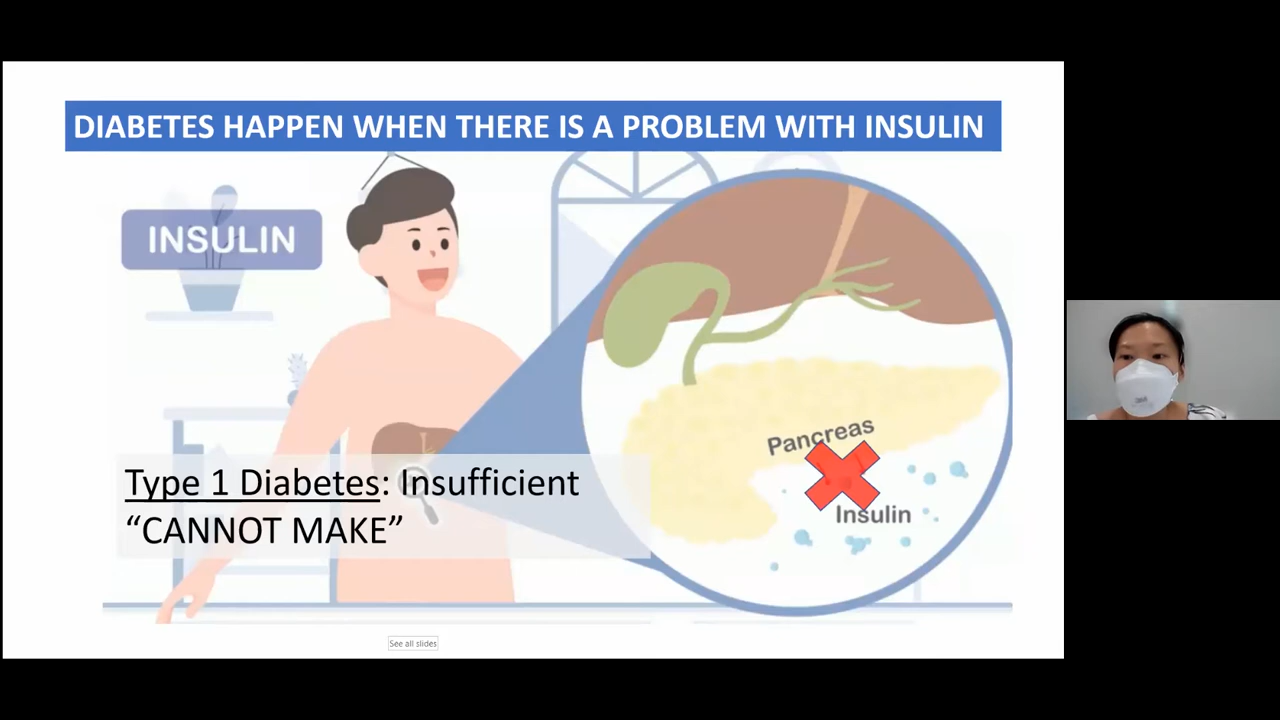 DIABETES HAPPEN WHEN THERE IS A PROBLEM WITH INSULIN
INSULIN
Pancreas
Insulin
Type 1 Diabetes: Insufficient
“CANNOT MAKE”
See all slides